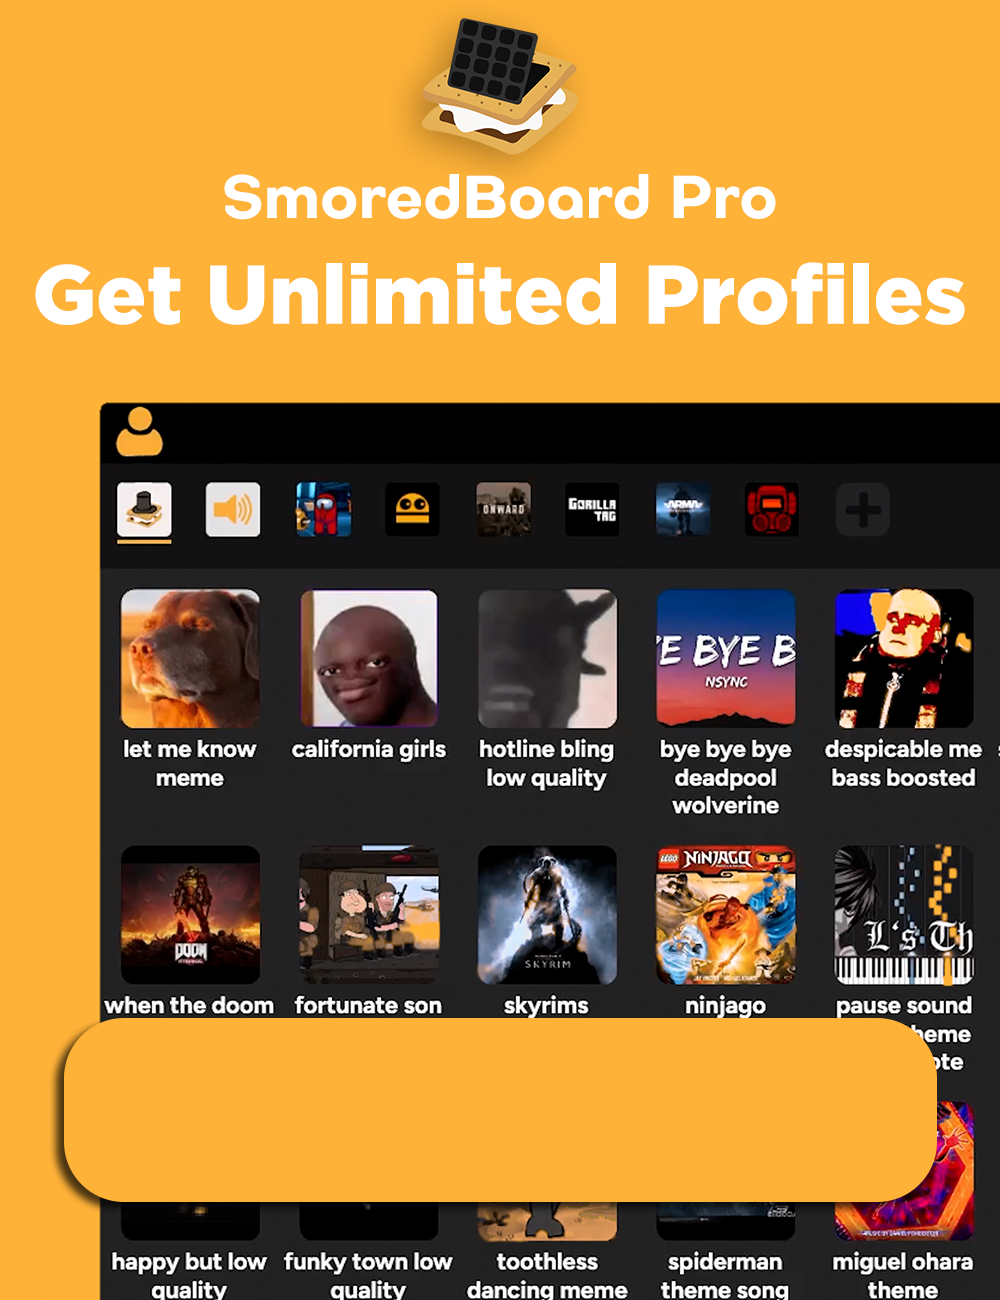 SmoredBoard Pro
Get Unlimited Profiles
ONWARD
GORILLA
TAG
ARMA
let me know
meme
california girls
hotline bling
low quality
'E BYE B
NSYNC
bye bye bye
deadpool
wolverine
despicable me
bass boosted
DOOM
when the doom
fortunate son
SKYRIM
skyrims
LEGO NINJAGO
ninjago
L's Th
pause sound
heme
ote
happy but low
quality
funky town low
quality
toothless
dancing meme
spiderman
theme song
miguel ohara
theme